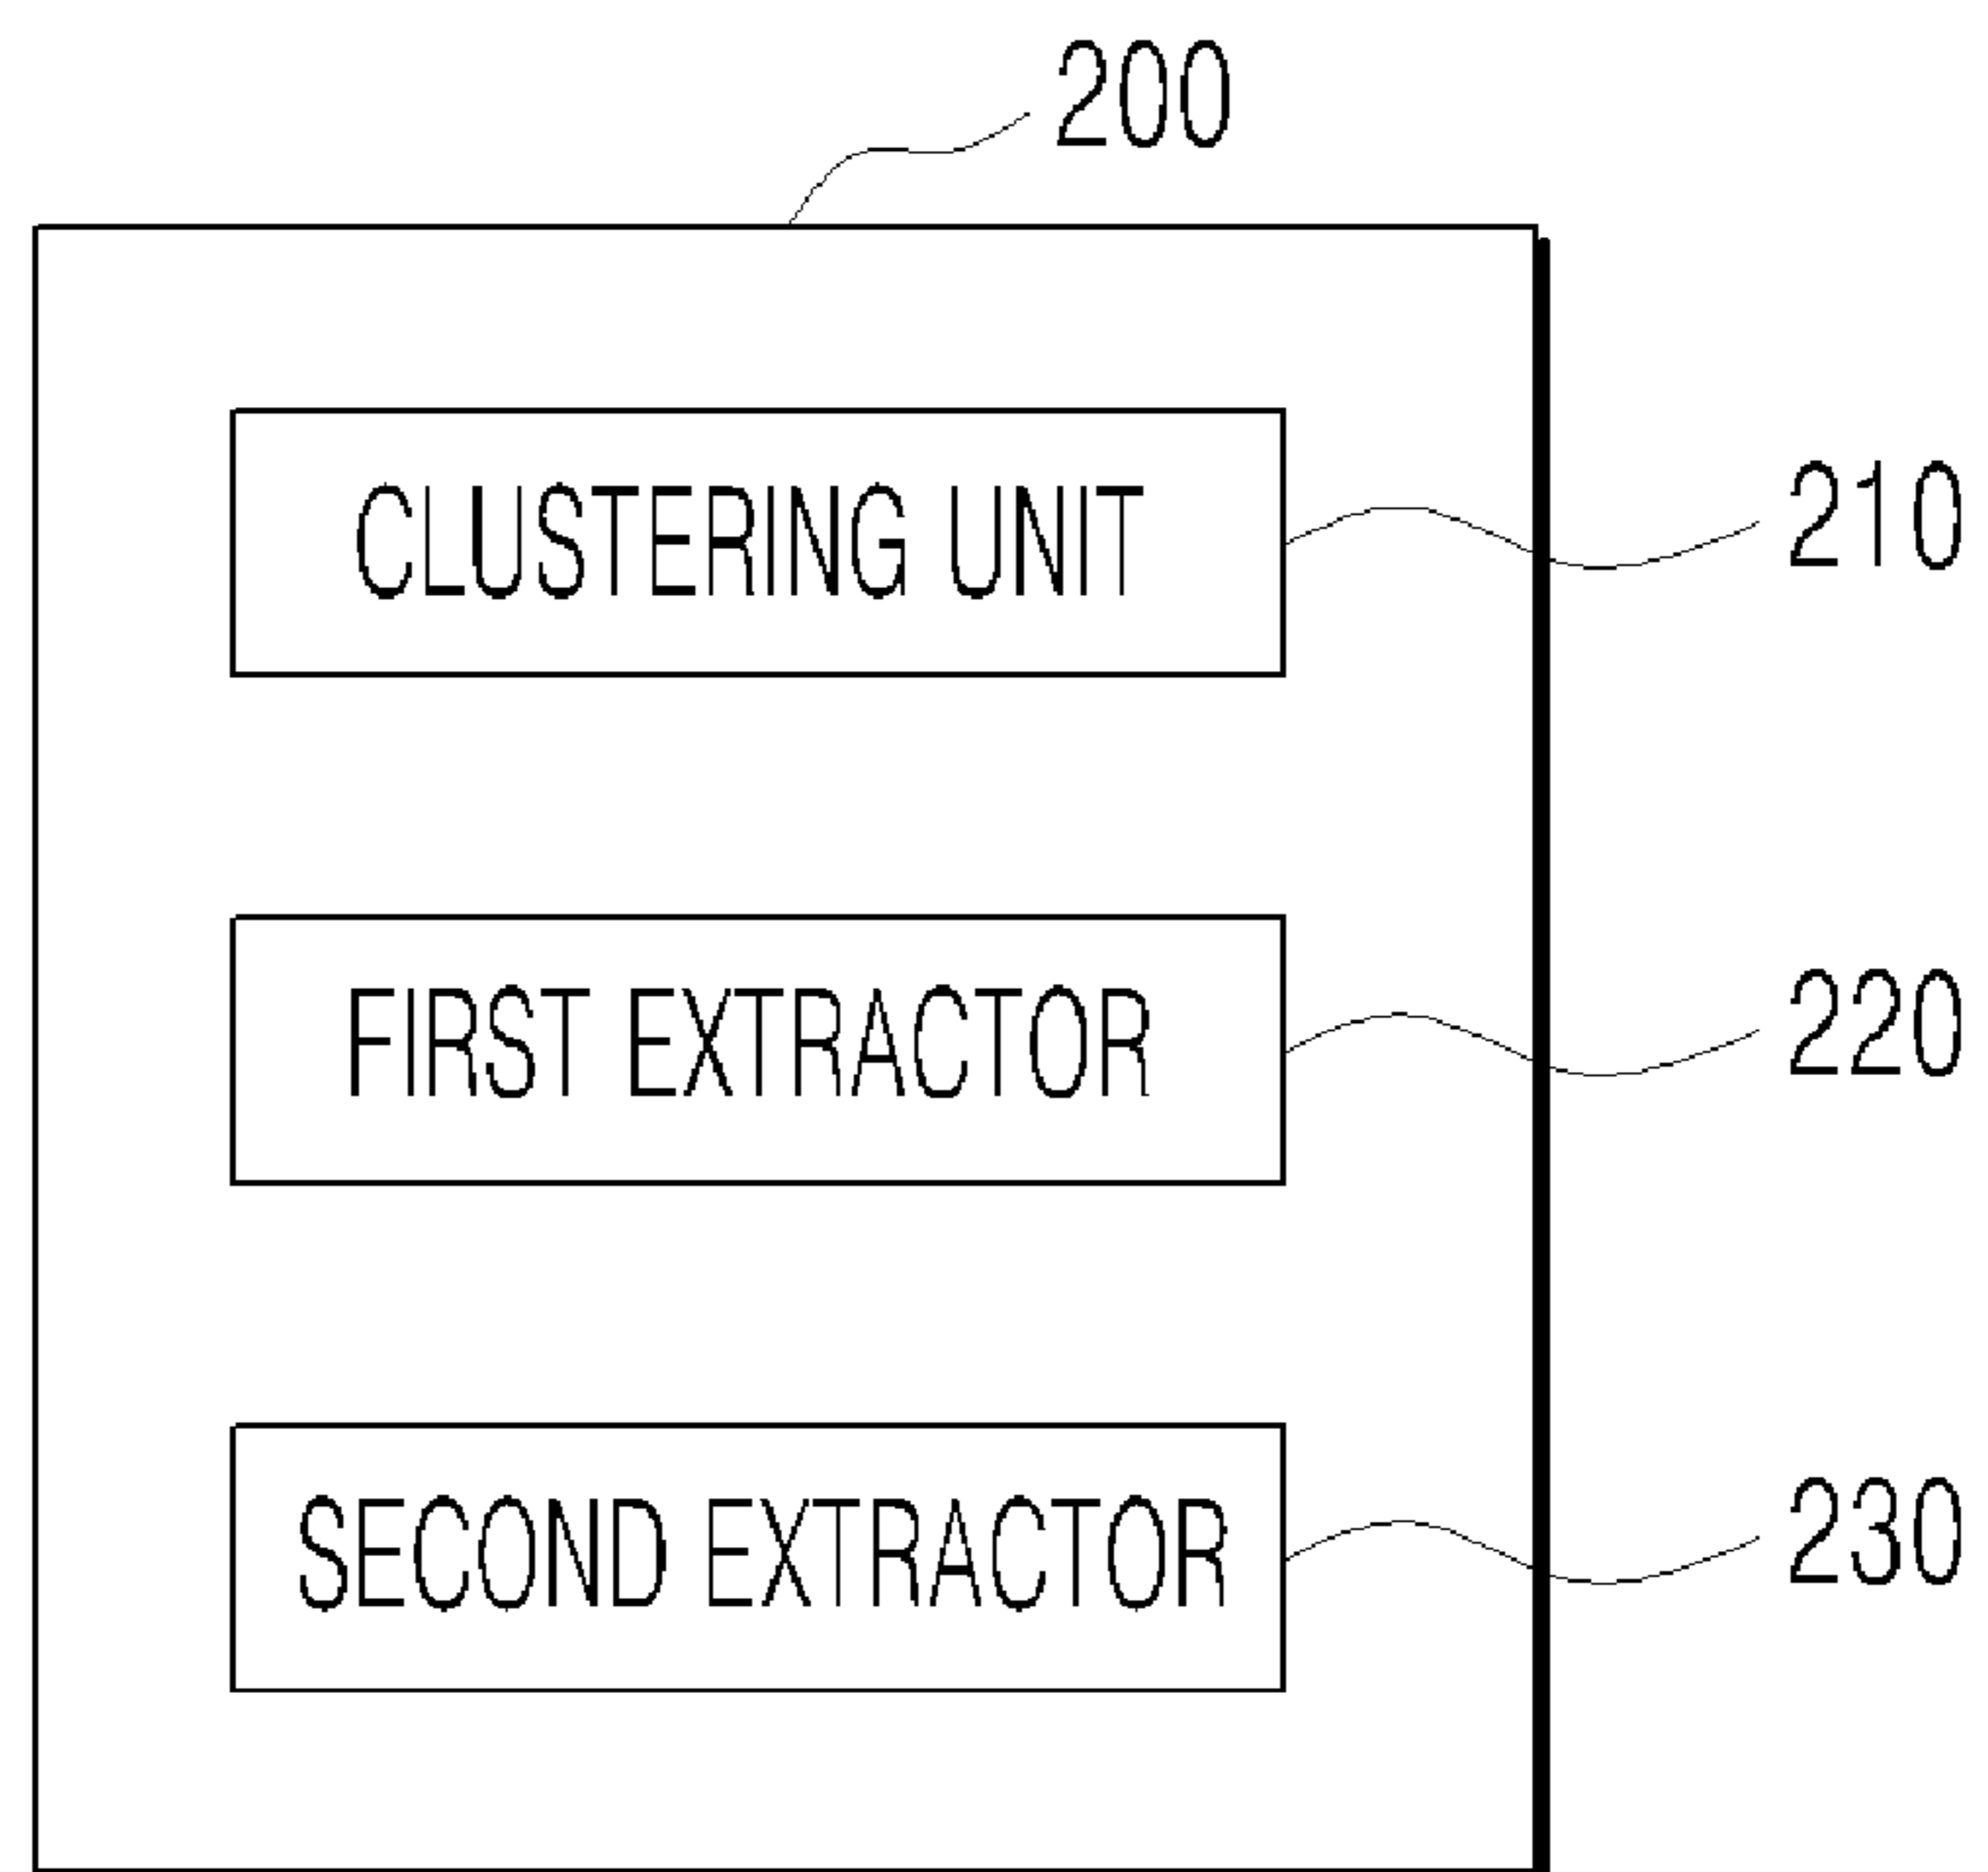 200
CLUSTERING UNIT
210
FIRST EXTRACTOR
220
SECOND EXTRACTOR
230